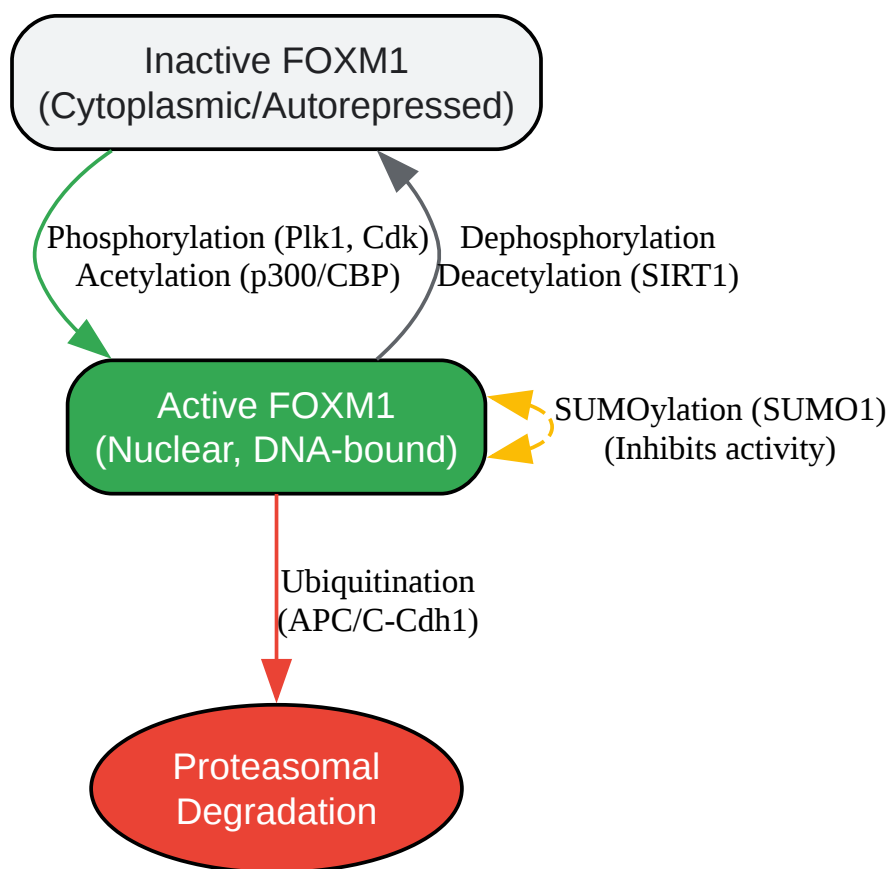 Inactive FOXM1
(Cytoplasmic/Autorepressed)
Phosphorylation (Plk1, Cdk)
Acetylation (p300/CBP)
Dephosphorylation
Deacetylation (SIRT1)
Active FOXM1
(Nuclear, DNA-bound)
SUMOylation (SUMO1)
(Inhibits activity)
Ubiquitination
(APC/C-Cdh1)
Proteasomal
Degradation